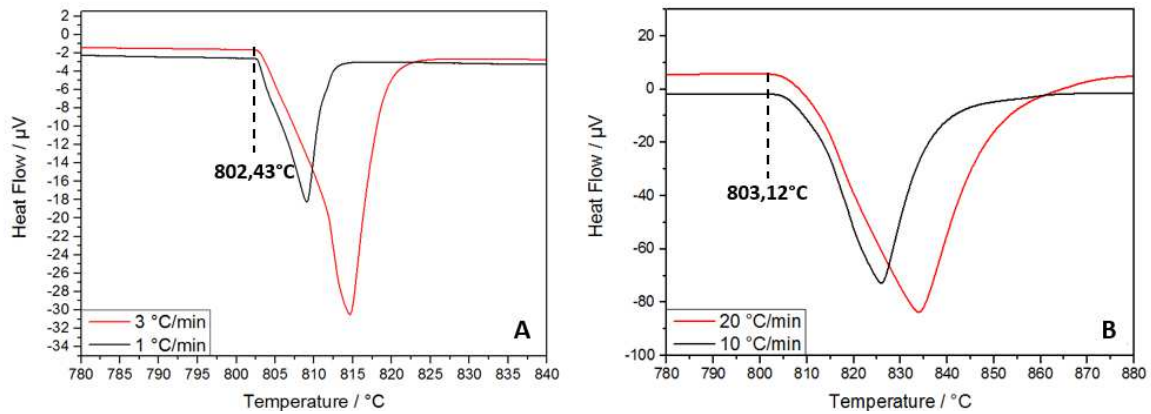 2
0
-2
-4
-6
-8
-10
-12
-14
-16
-18
-20
-22
-24
-26
-28
-30
-32
-34
Heat Flow / µV
802,43°C
3 °C/min
1 °C/min
A
780 785 790 795 800 805 810 815 820 825 830 835 840
Temperature / °C
20
0
-20
-40
-60
-80
-100
Heat Flow / µV
803,12°C
20 °C/min
10 °C/min
B
780 790 800 810 820 830 840 850 860 870 880
Temperature / °C